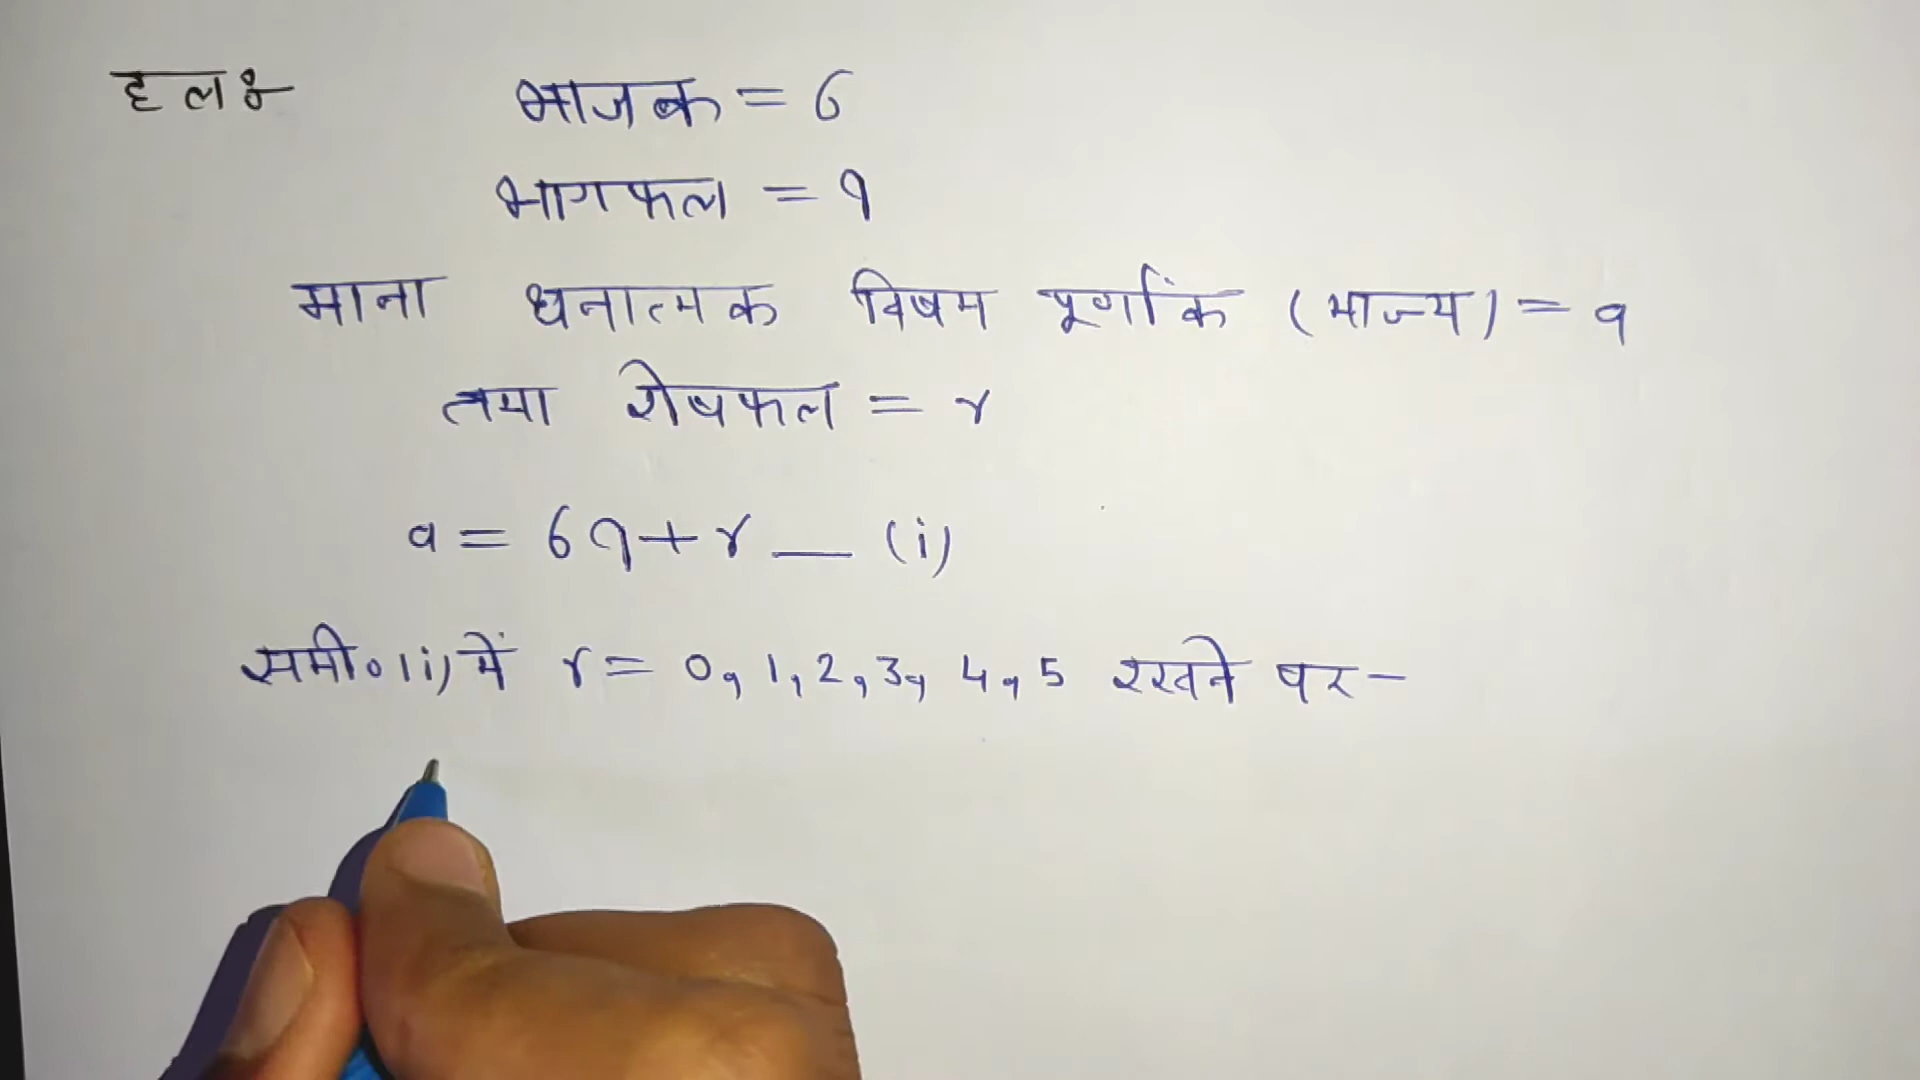 हल :-
भाजक = 6
भागफल = q
माना धनात्मक विषम पूर्णांक (भाज्य) = a
तथा शेषफल = r
a = 6q + r — (i)
समी० (i) में r = 0, 1, 2, 3, 4, 5 रखने पर -